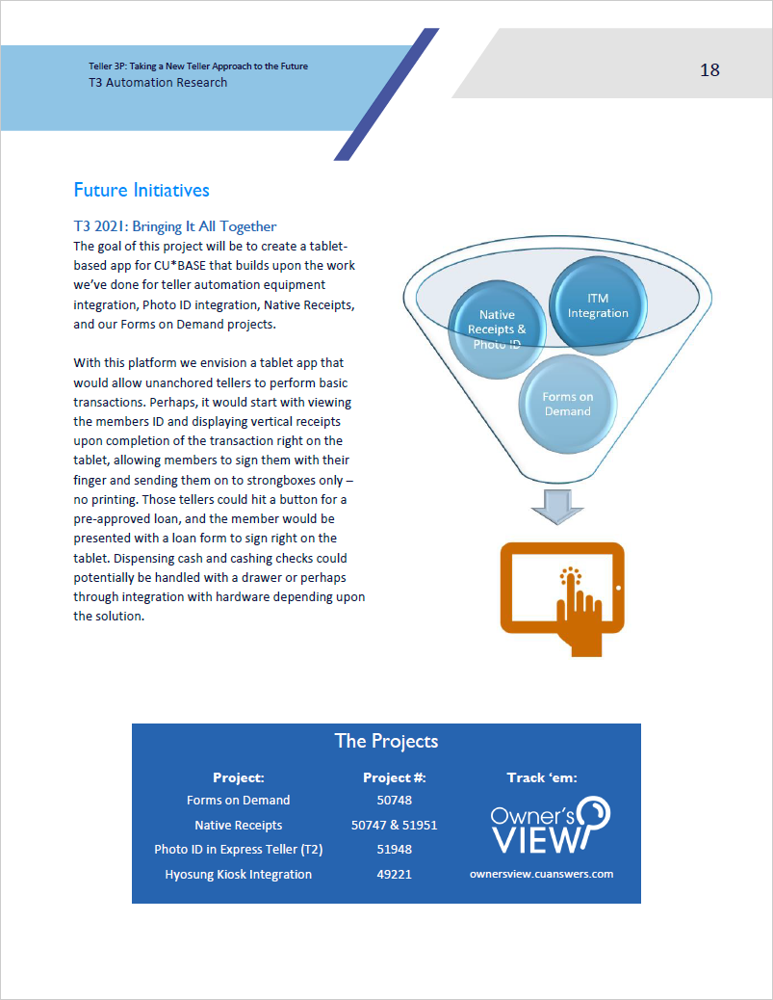 Teller 3P: Taking a New Teller Approach to the Future
T3 Automation Research
18
Future Initiatives
T3 2021: Bringing It All Together
The goal of this project will be to create a tablet-
based app for CU*BASE that builds upon the work
we've done for teller automation equipment
integration, Photo ID integration, Native Receipts,
and our Forms on Demand projects.
With this platform we envision a tablet app that
would allow unanchored tellers to perform basic
transactions. Perhaps, it would start with viewing
the members ID and displaying vertical receipts
upon completion of the transaction right on the
tablet, allowing members to sign them with their
finger and sending them on to strongboxes only –
no printing. Those tellers could hit a button for a
pre-approved loan, and the member would be
presented with a loan form to sign right on the
tablet. Dispensing cash and cashing checks could
potentially be handled with a drawer or perhaps
through integration with hardware depending upon
the solution.
ITM
Integration
Native
Receipts &
Photo ID
Forms on
Demand
The Projects
Project: Project #: Track ‘em:
Forms on Demand 50748
Native Receipts 50747 & 51951
Photo ID in Express Teller (T2) 51948
Hyosung Kiosk Integration 49221
Owner's
VIEW
ownersview.cuanswers.com